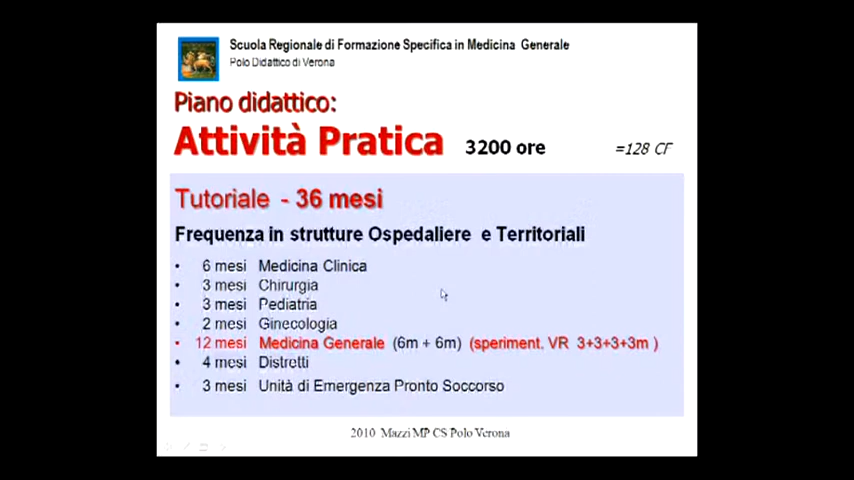 Scuola Regionale di Formazione Specifica in Medicina Generale
Polo Didattico di Verona
Piano didattico:
Attività Pratica 3200 ore =128 CF
Tutoriale - 36 mesi
Frequenza in strutture Ospedaliere e Territoriali
• 6 mesi Medicina Clinica
• 3 mesi Chirurgia
• 3 mesi Pediatria
• 2 mesi Ginecologia
• 12 mesi Medicina Generale (6m + 6m) (speriment. VR 3+3+3+3m )
• 4 mesi Distretti
• 3 mesi Unità di Emergenza Pronto Soccorso
2010 Mazzi MP CS Polo Verona